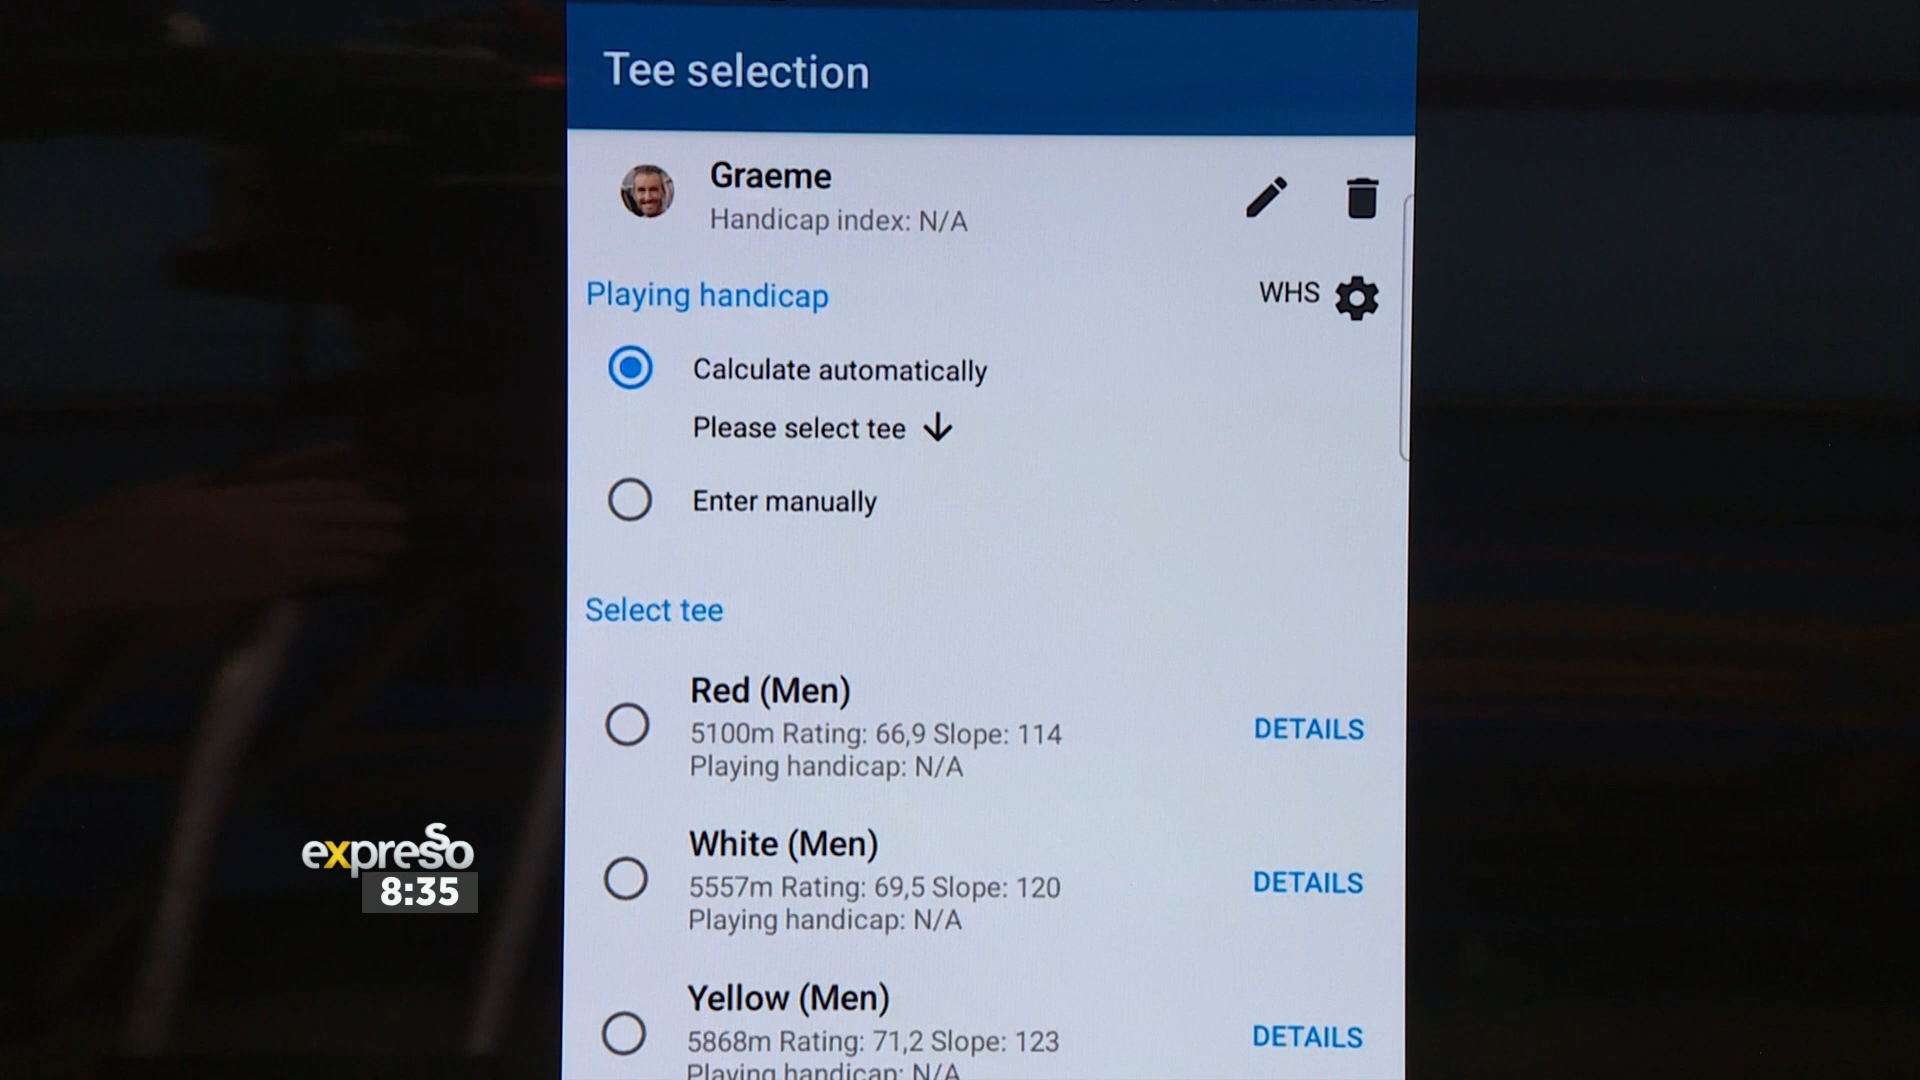 Tee selection
Graeme
Handicap index: N/A
Playing handicap
WHS
Calculate automatically
Please select tee
Enter manually
Select tee
Red (Men)
5100m Rating: 66,9 Slope: 114
Playing handicap: N/A
DETAILS
White (Men)
5557m Rating: 69,5 Slope: 120
Playing handicap: N/A
DETAILS
Yellow (Men)
5868m Rating: 71,2 Slope: 123
Playing handicap: N/A
DETAILS
expresso
8:35